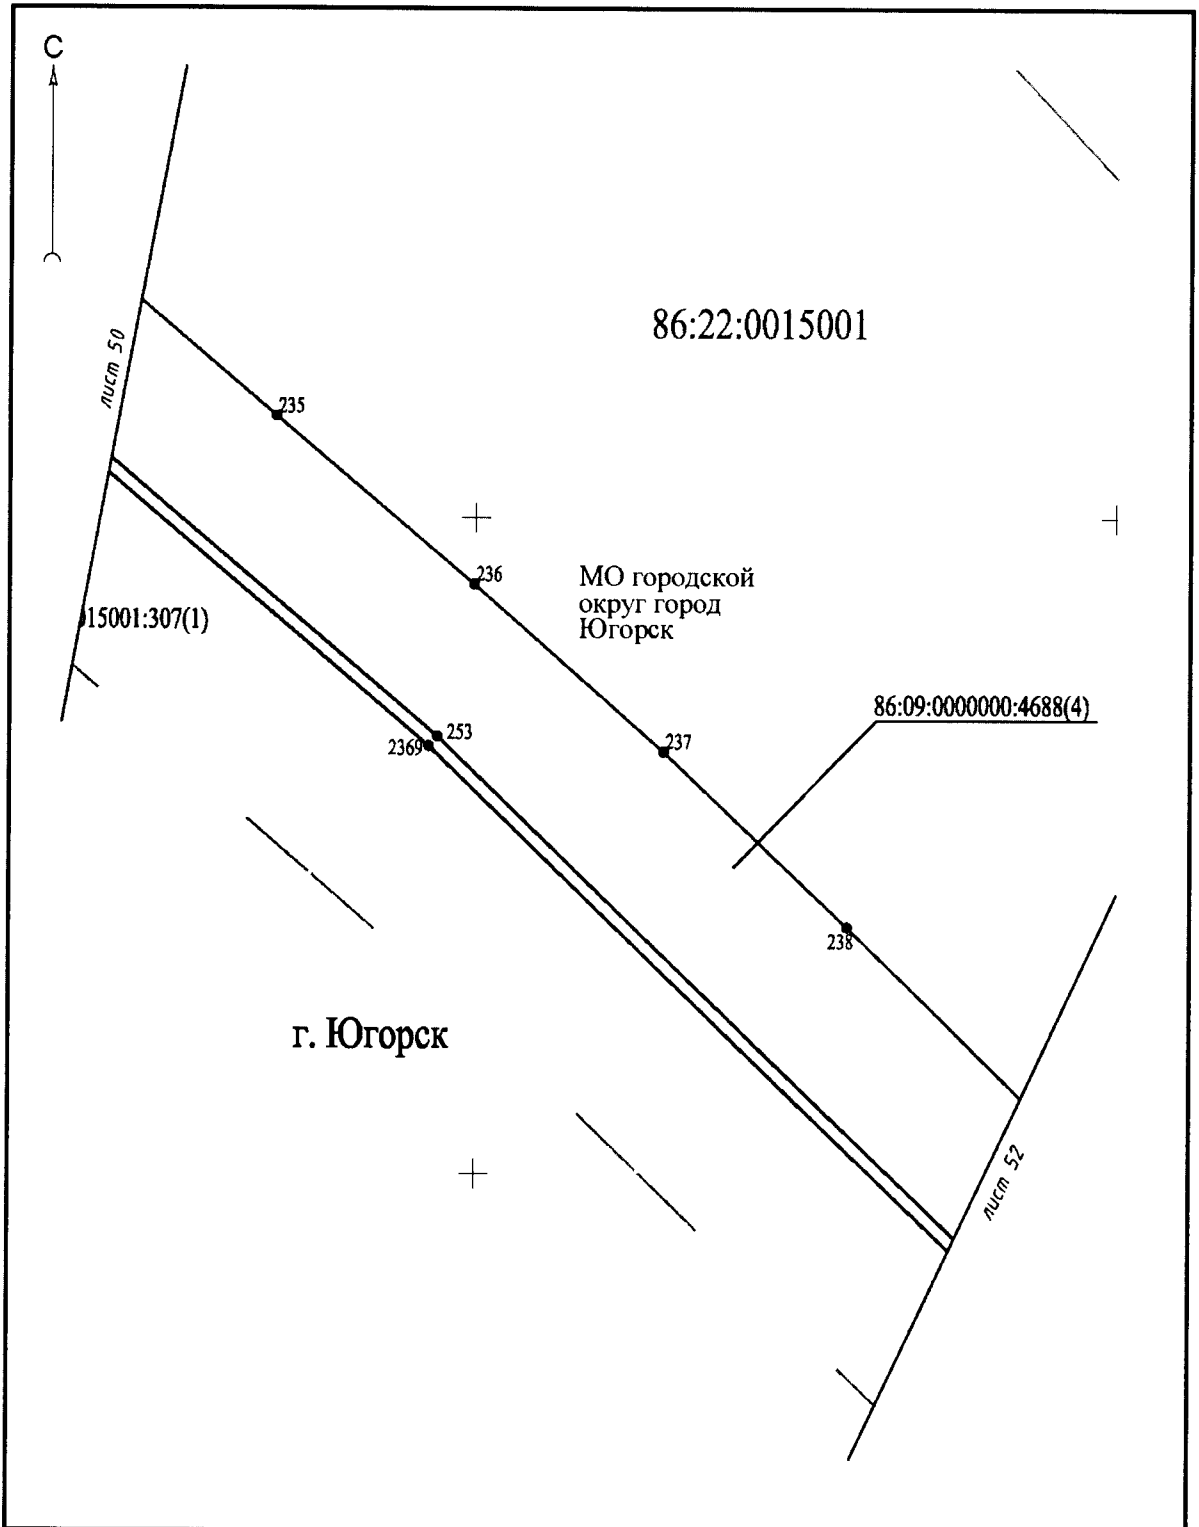 С
86:22:0015001
лист 50
235
236
МО городской
округ город
Югорск
15001:307(1)
86:09:0000000:4688(4)
253
2369
237
238
г. Югорск
лист 52